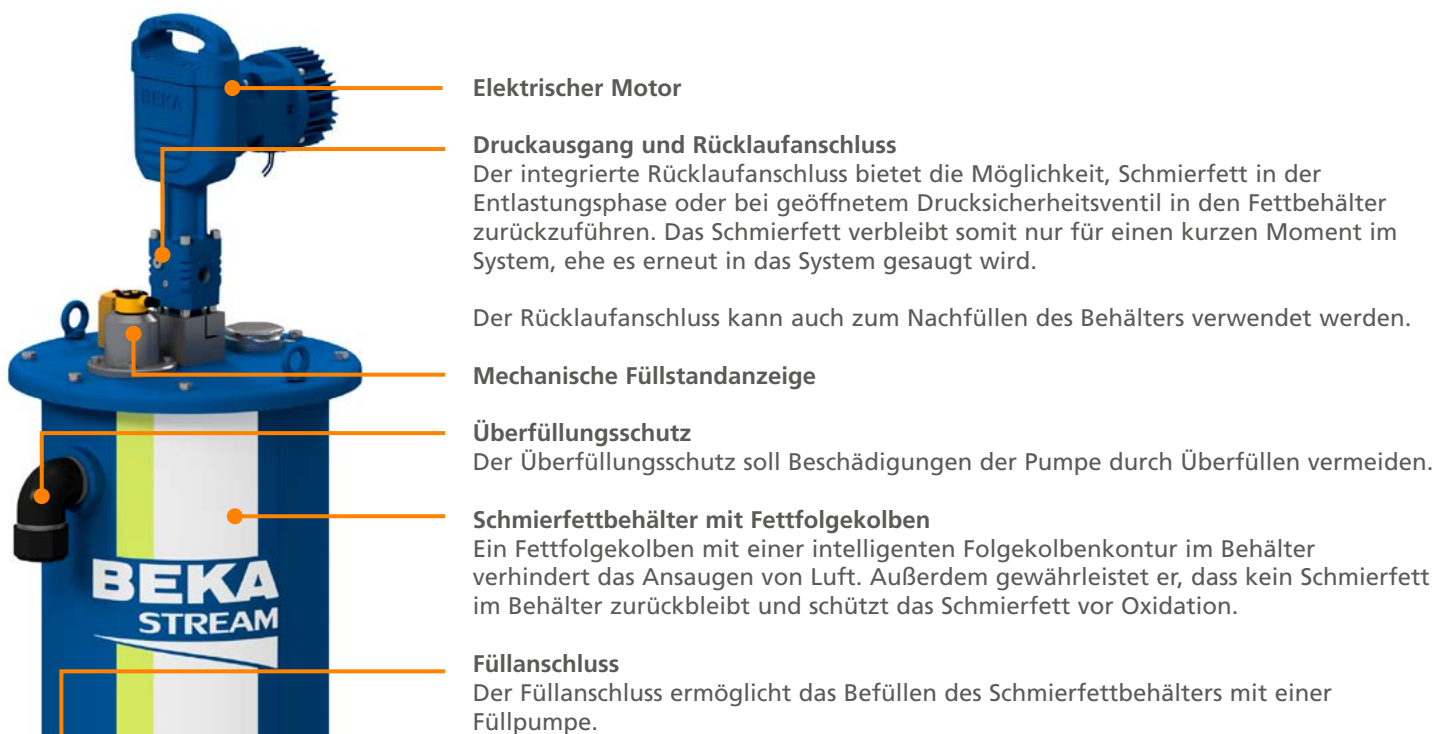 BEKA
Elektrischer Motor
Druckausgang und Rücklaufanschluss
Der integrierte Rücklaufanschluss bietet die Möglichkeit, Schmierfett in der
Entlastungsphase oder bei geöffnetem Drucksicherheitsventil in den Fettbehälter
zurückzuführen. Das Schmierfett verbleibt somit nur für einen kurzen Moment im
System, ehe es erneut in das System gesaugt wird.
Der Rücklaufanschluss kann auch zum Nachfüllen des Behälters verwendet werden.
Mechanische Füllstandanzeige
Überfüllungsschutz
Der Überfüllungsschutz soll Beschädigungen der Pumpe durch Überfüllen vermeiden.
Schmierfettbehälter mit Fettfolgekolben
Ein Fettfolgekolben mit einer intelligenten Folgekolbenkontur im Behälter
verhindert das Ansaugen von Luft. Außerdem gewährleistet er, dass kein Schmierfett
im Behälter zurückbleibt und schützt das Schmierfett vor Oxidation.
BEKA
STREAM
Füllanschluss
Der Füllanschluss ermöglicht das Befüllen des Schmierfettbehälters mit einer
Füllpumpe.